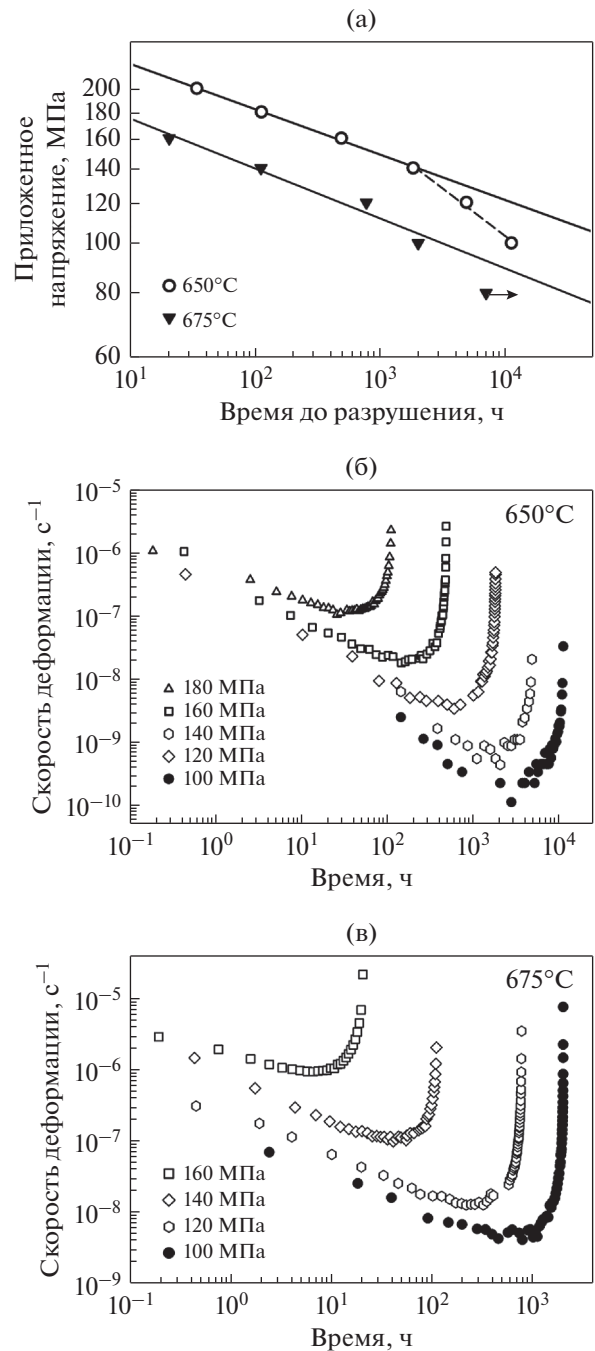 (а)
Приложенное
напряжение, МПа
200
180
160
140
120
100
80
60
650°C
675°C
10^1
10^2
10^3
10^4
Время до разрушения, ч
(б)
Скорость деформации, с^−1
10^−5
10^−6
10^−7
10^−8
10^−9
10^−10
650°C
180 МПа
160 МПа
140 МПа
120 МПа
100 МПа
10^−1
10^0
10^1
10^2
10^3
10^4
Время, ч
(в)
Скорость деформации, с^−1
10^−5
10^−6
10^−7
10^−8
10^−9
675°C
160 МПа
140 МПа
120 МПа
100 МПа
10^−1
10^0
10^1
10^2
10^3
Время, ч